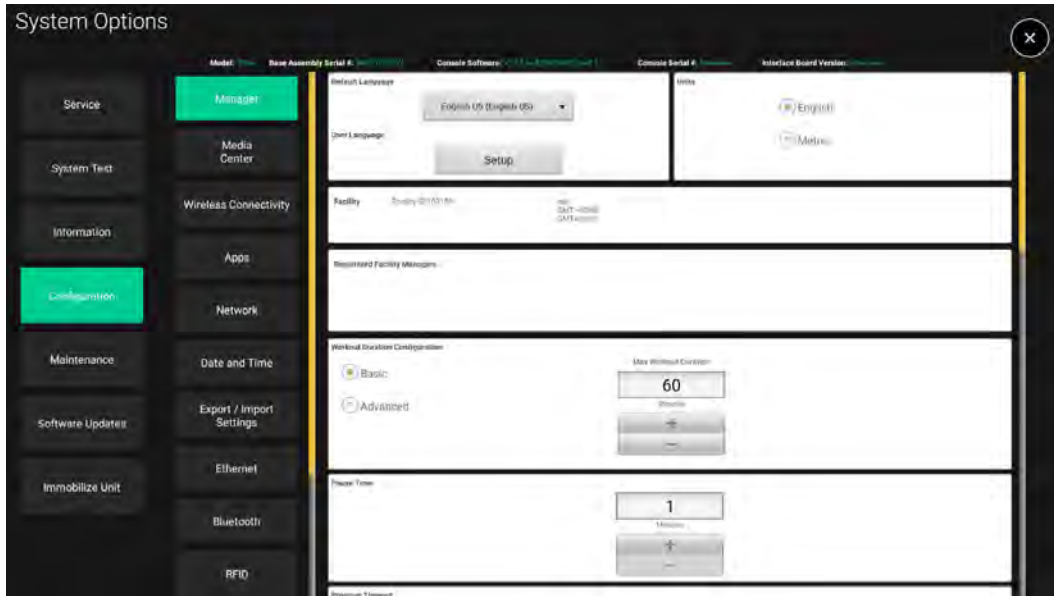 System Options
Model: Base Assembly Serial #: Console Software: Console Serial #: Interface Board Version:
Service
System Test
Information
Configuration
Maintenance
Software Updates
Immobilize Unit
Manager
Media
Center
Wireless Connectivity
Apps
Network
Date and Time
Export / Import
Settings
Ethernet
Bluetooth
RFID
Default Language
English US (English US)
User Language
Setup
Units
English
Metric
Facility
Registered Facility Managers
Workout Duration Configuration
Basic
Advanced
Max Workout Duration
60
Minutes
+
−
Pause Time
1
Minutes
+
−